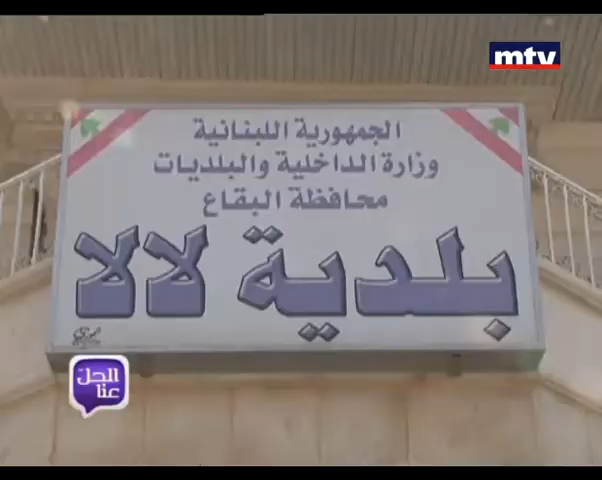 mtv
الجمهورية اللبنانية
وزارة الداخلية والبلديات
محافظة البقاع
بلدية لالا
الحل
عنا